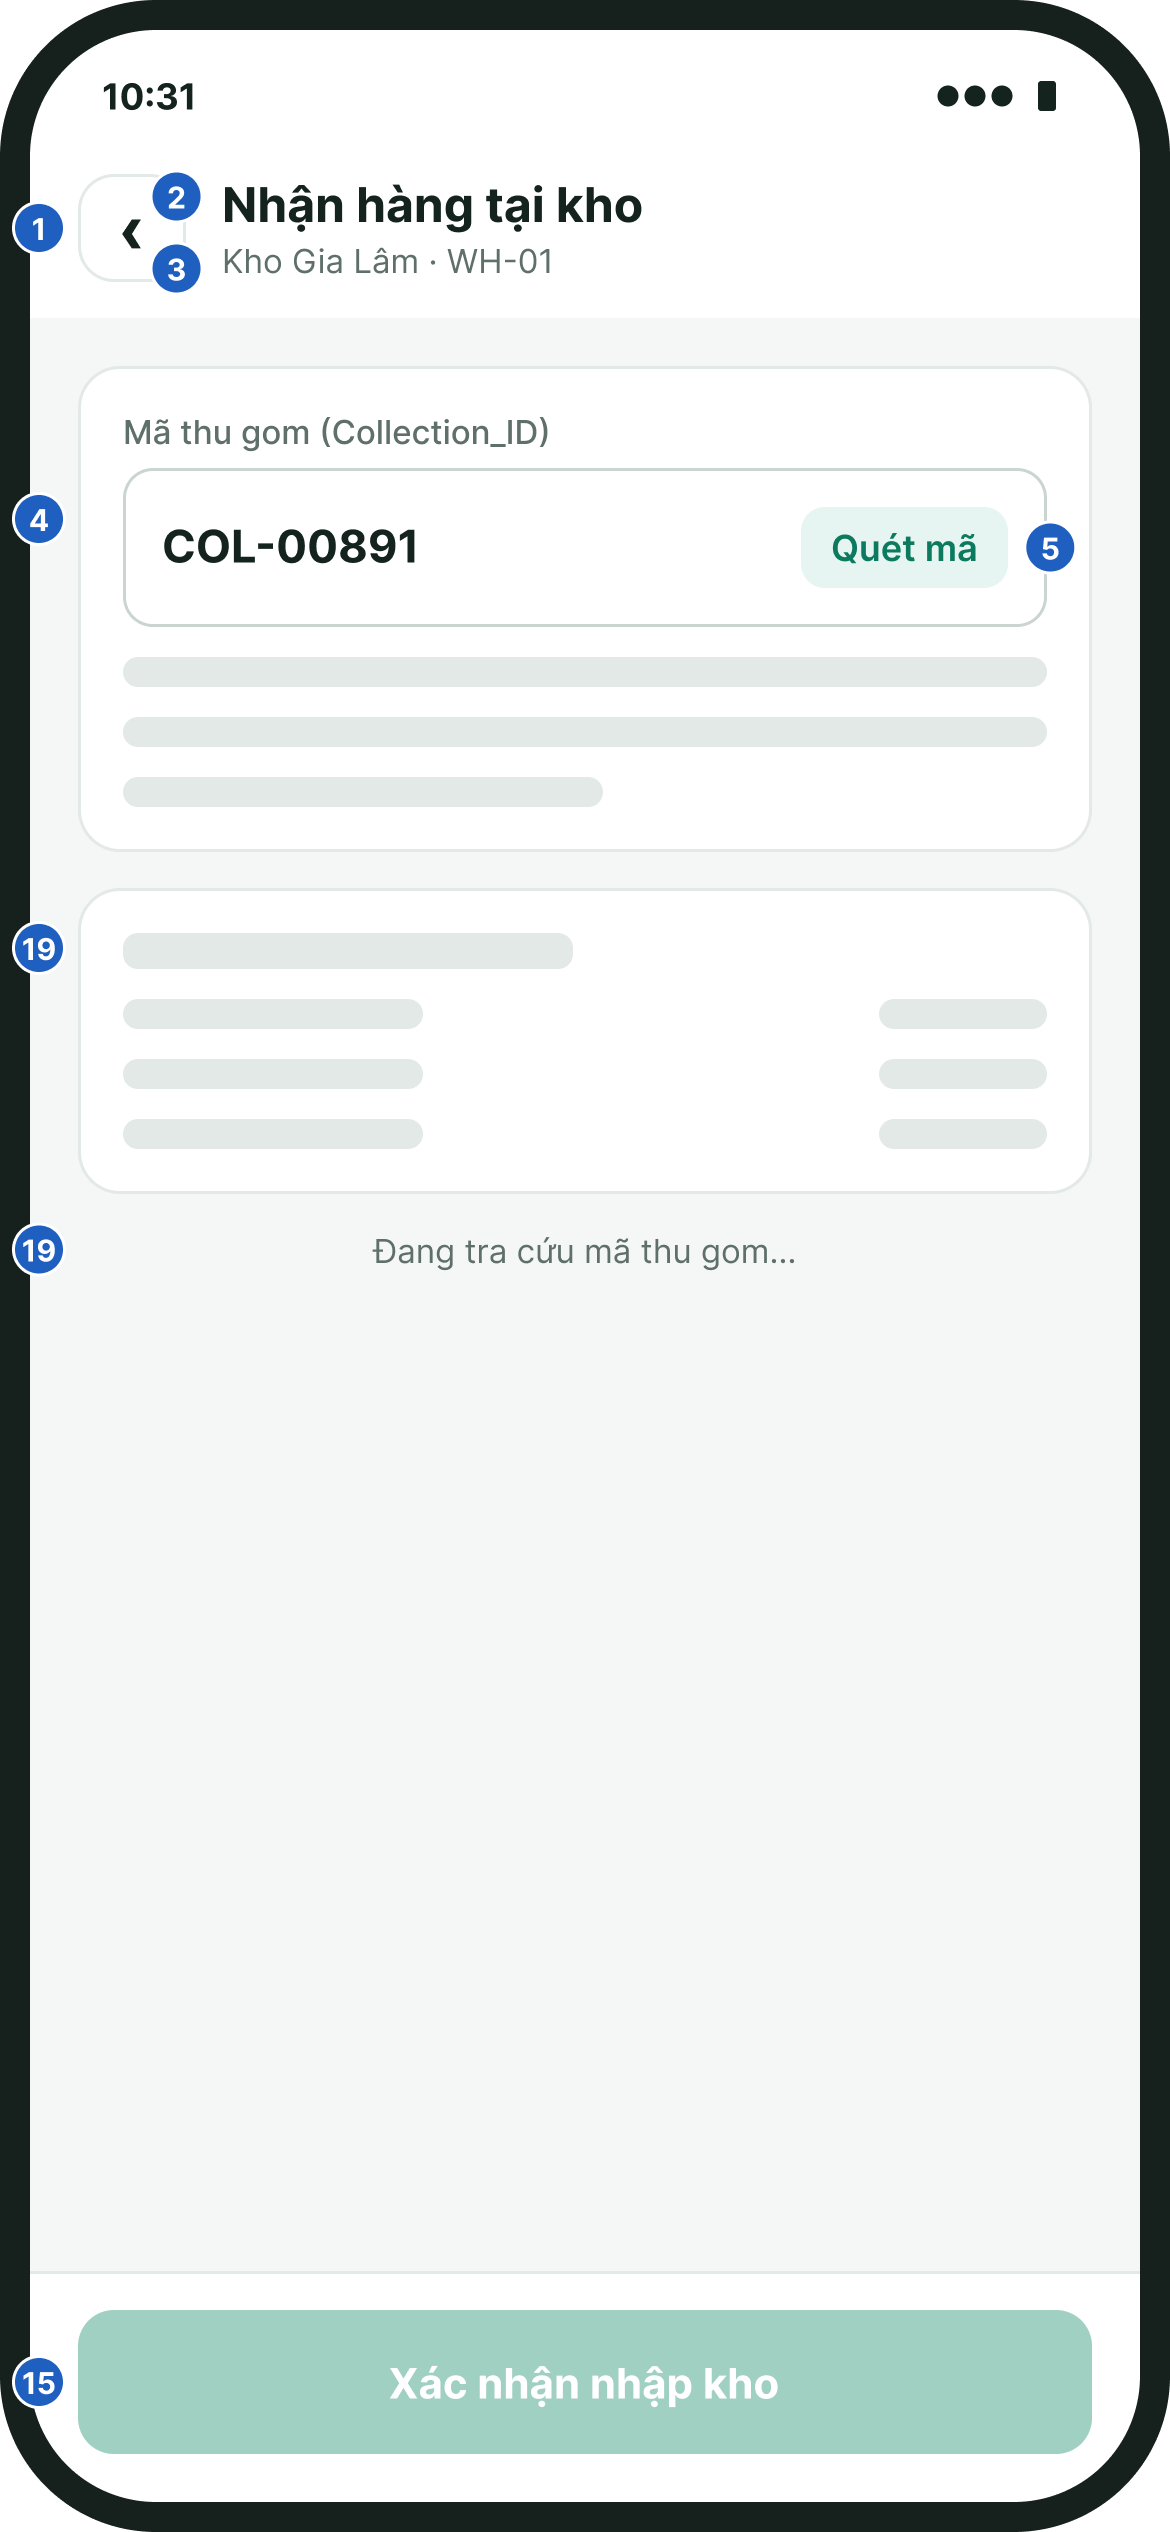 10:31
1
2
3
‹
Nhận hàng tại kho
Kho Gia Lâm · WH-01
Mã thu gom (Collection_ID)
4
COL-00891
Quét mã
5
19
19
Đang tra cứu mã thu gom...
15
Xác nhận nhập kho